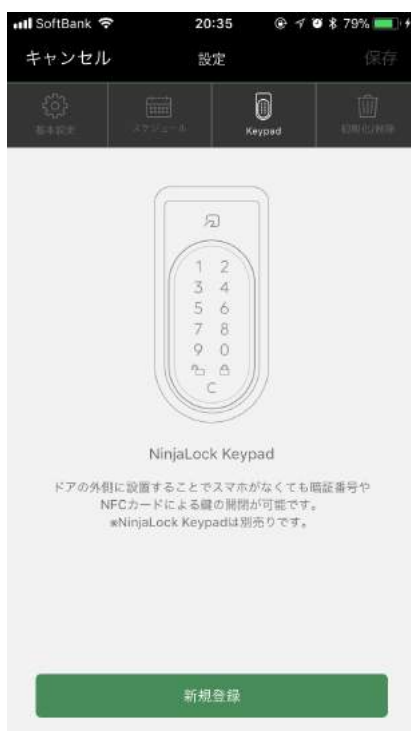 SoftBank 20:35 79%
キャンセル 設定 保存
基本設定 スケジュール Keypad 初期化/削除
1 2
3 4
5 6
7 8
9 0
C
NinjaLock Keypad
ドアの外側に設置することでスマホがなくても暗証番号や
NFCカードによる鍵の開閉が可能です。
※NinjaLock Keypadは別売りです。
新規登録